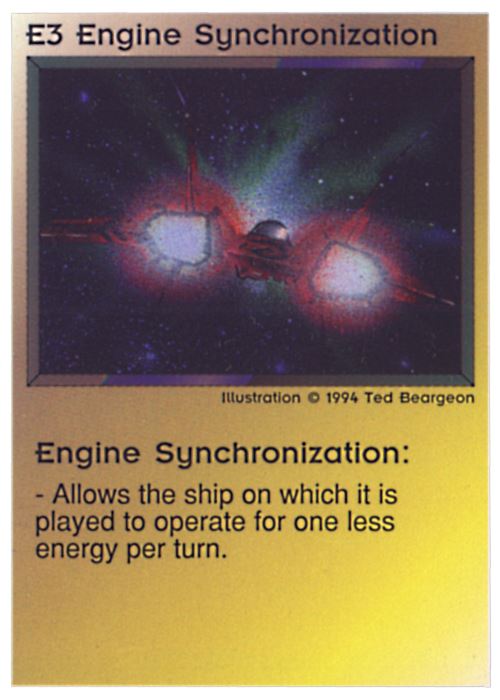 E3 Engine Synchronization
Illustration © 1994 Ted Beargeon
Engine Synchronization:
- Allows the ship on which it is
played to operate for one less
energy per turn.